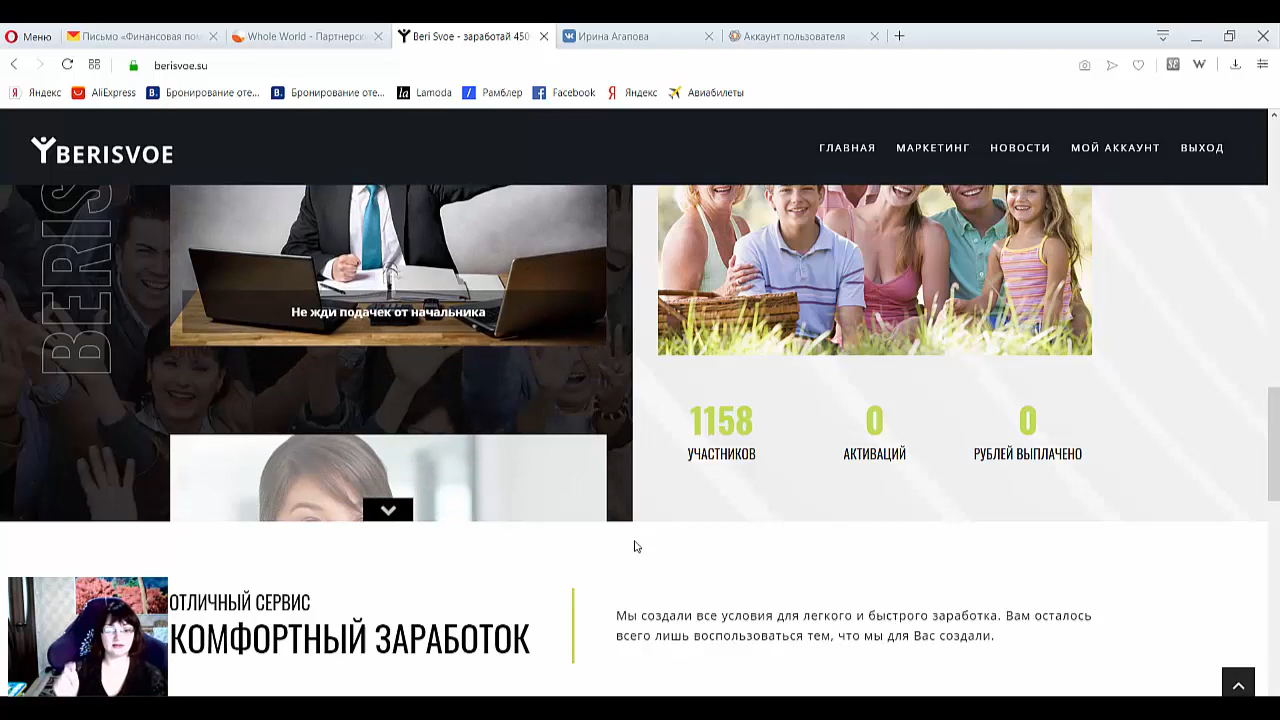 Меню
Письмо «Финансовая пом
Whole World - Партнерск
Beri Svoe - заработай 450
Ирина Агапова
Аккаунт пользователя
berisvoe.su
Яндекс
AliExpress
Бронирование оте...
Бронирование оте...
Lamoda
Рамблер
Facebook
Яндекс
Авиабилеты
BERISVOE
ГЛАВНАЯ
МАРКЕТИНГ
НОВОСТИ
МОЙ АККАУНТ
ВЫХОД
BERIS
Не жди подачек от начальника
1158
0
0
УЧАСТНИКОВ
АКТИВАЦИЙ
РУБЛЕЙ ВЫПЛАЧЕНО
ОТЛИЧНЫЙ СЕРВИС
КОМФОРТНЫЙ ЗАРАБОТОК
Мы создали все условия для легкого и быстрого заработка. Вам осталось
всего лишь воспользоваться тем, что мы для Вас создали.